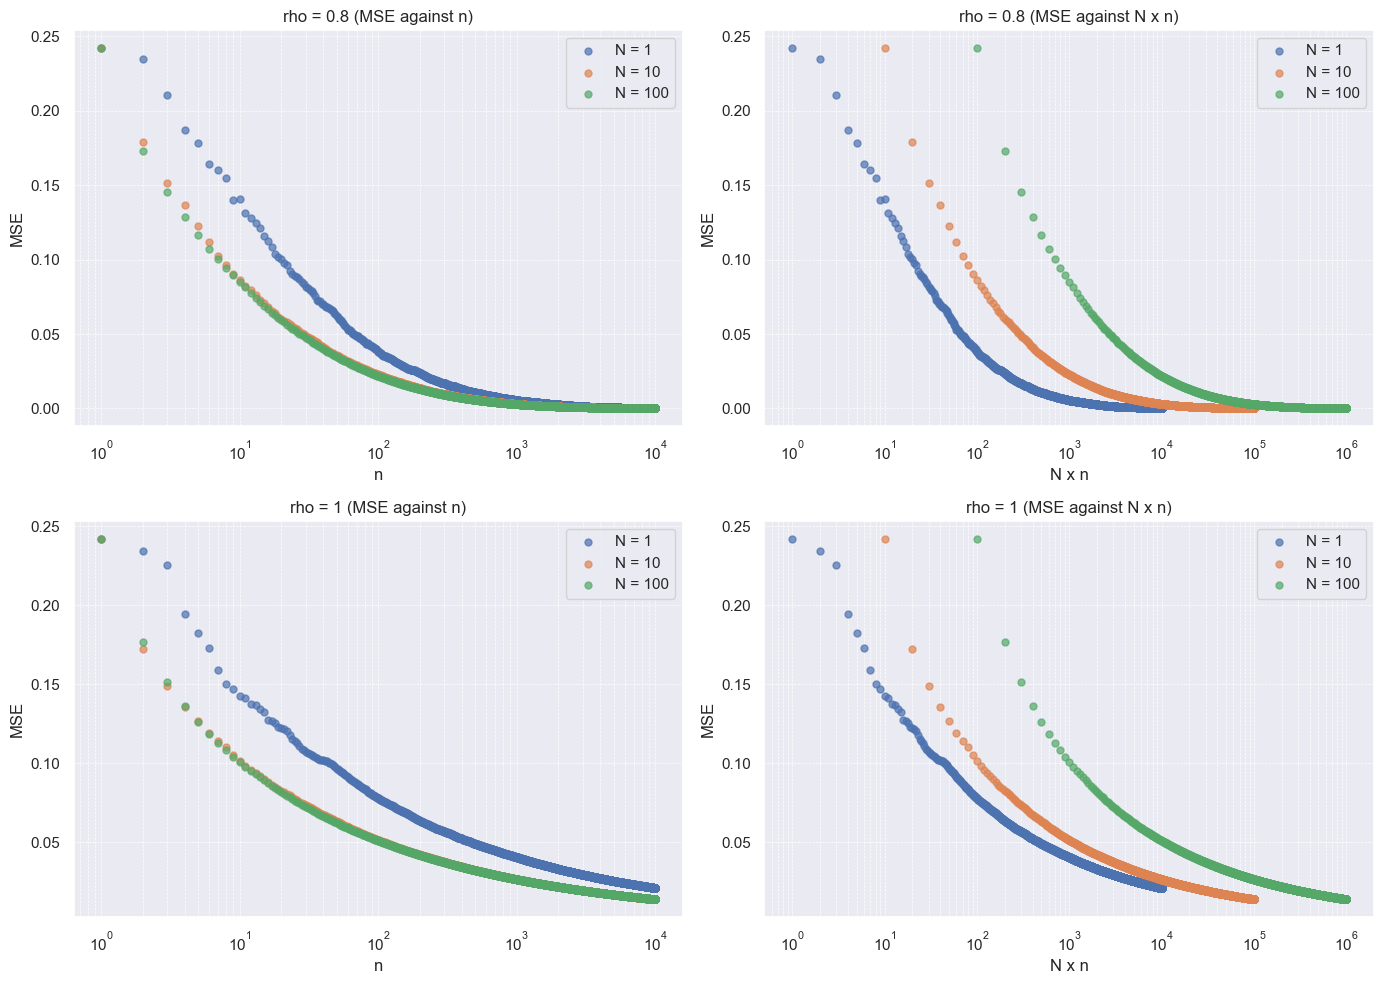 rho = 0.8 (MSE against n)
0.25
0.20
0.15
0.10
0.05
0.00
MSE
N = 1
N = 10
N = 100
10^0
10^1
10^2
10^3
10^4
n
rho = 0.8 (MSE against N x n)
0.25
0.20
0.15
0.10
0.05
0.00
MSE
N = 1
N = 10
N = 100
10^0
10^1
10^2
10^3
10^4
10^5
10^6
N x n
rho = 1 (MSE against n)
0.25
0.20
0.15
0.10
0.05
MSE
N = 1
N = 10
N = 100
10^0
10^1
10^2
10^3
10^4
n
rho = 1 (MSE against N x n)
0.25
0.20
0.15
0.10
0.05
MSE
N = 1
N = 10
N = 100
10^0
10^1
10^2
10^3
10^4
10^5
10^6
N x n